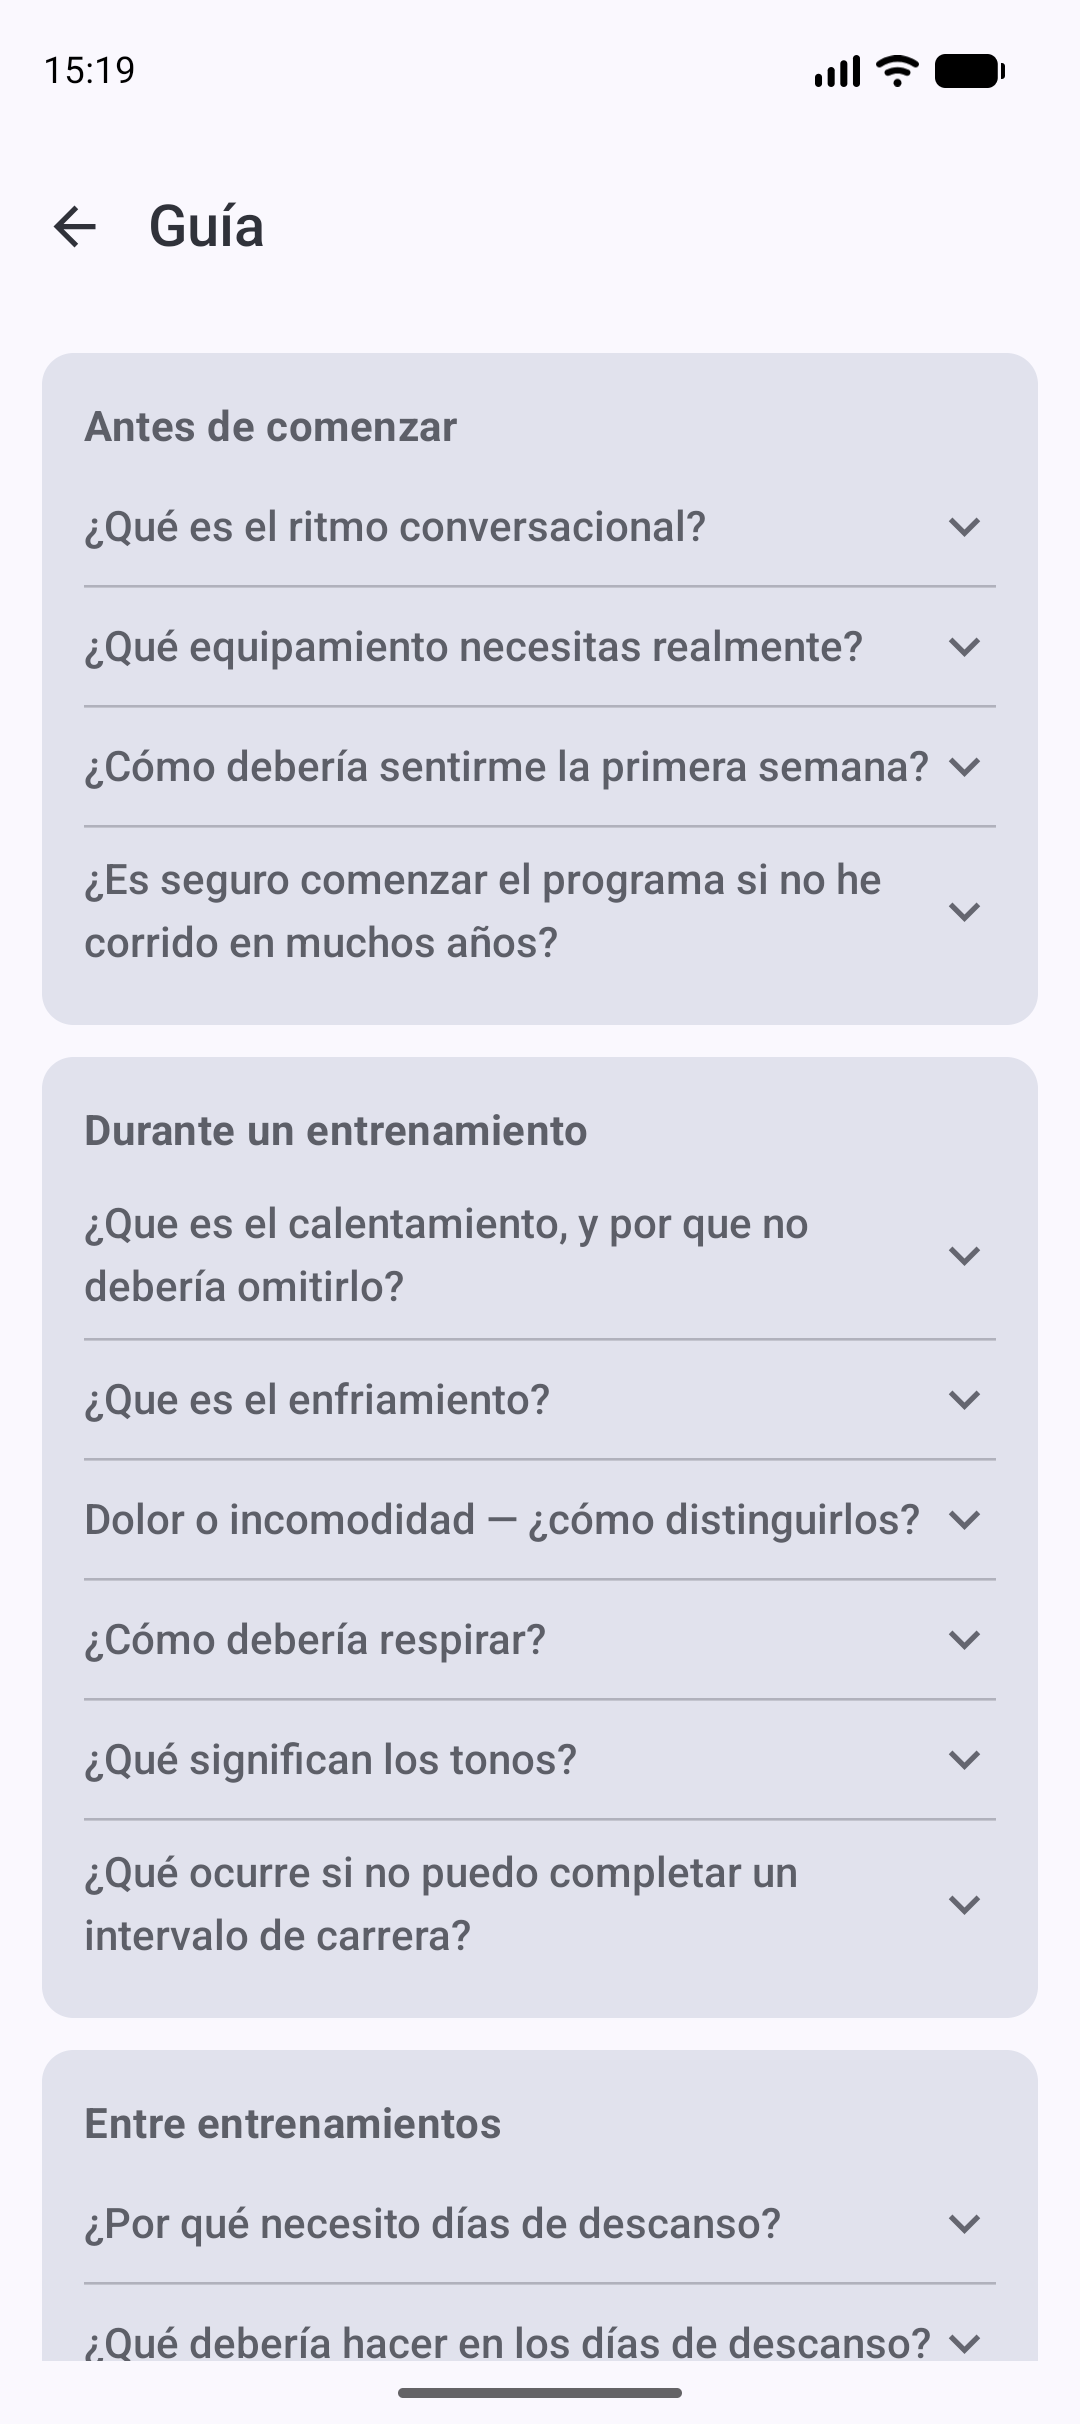 15:19
Guía
Antes de comenzar
¿Qué es el ritmo conversacional?
¿Qué equipamiento necesitas realmente?
¿Cómo debería sentirme la primera semana?
¿Es seguro comenzar el programa si no he
corrido en muchos años?
Durante un entrenamiento
¿Que es el calentamiento, y por que no
debería omitirlo?
¿Que es el enfriamiento?
Dolor o incomodidad — ¿cómo distinguirlos?
¿Cómo debería respirar?
¿Qué significan los tonos?
¿Qué ocurre si no puedo completar un
intervalo de carrera?
Entre entrenamientos
¿Por qué necesito días de descanso?
¿Qué debería hacer en los días de descanso?